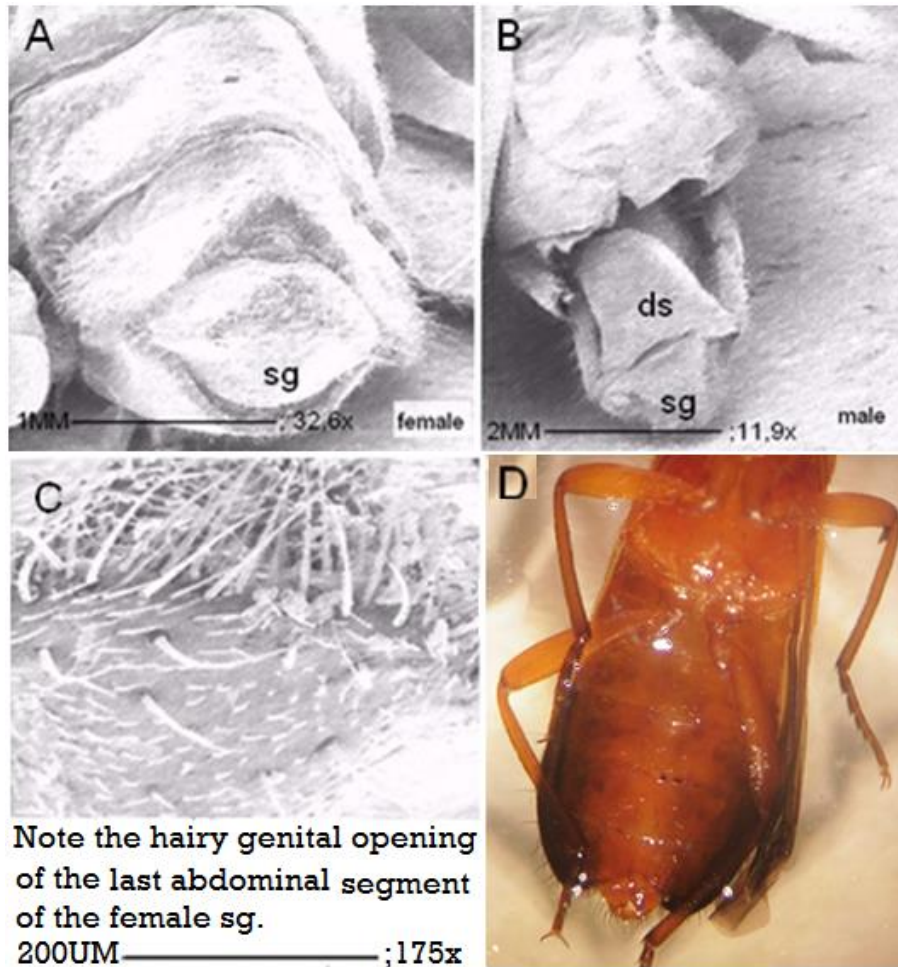 A
sg
1MM ; 32,6x female
B
ds
sg
2MM ;11.9x male
C
Note the hairy genital opening
of the last abdominal segment
of the female sg.
200UM ;175x
D